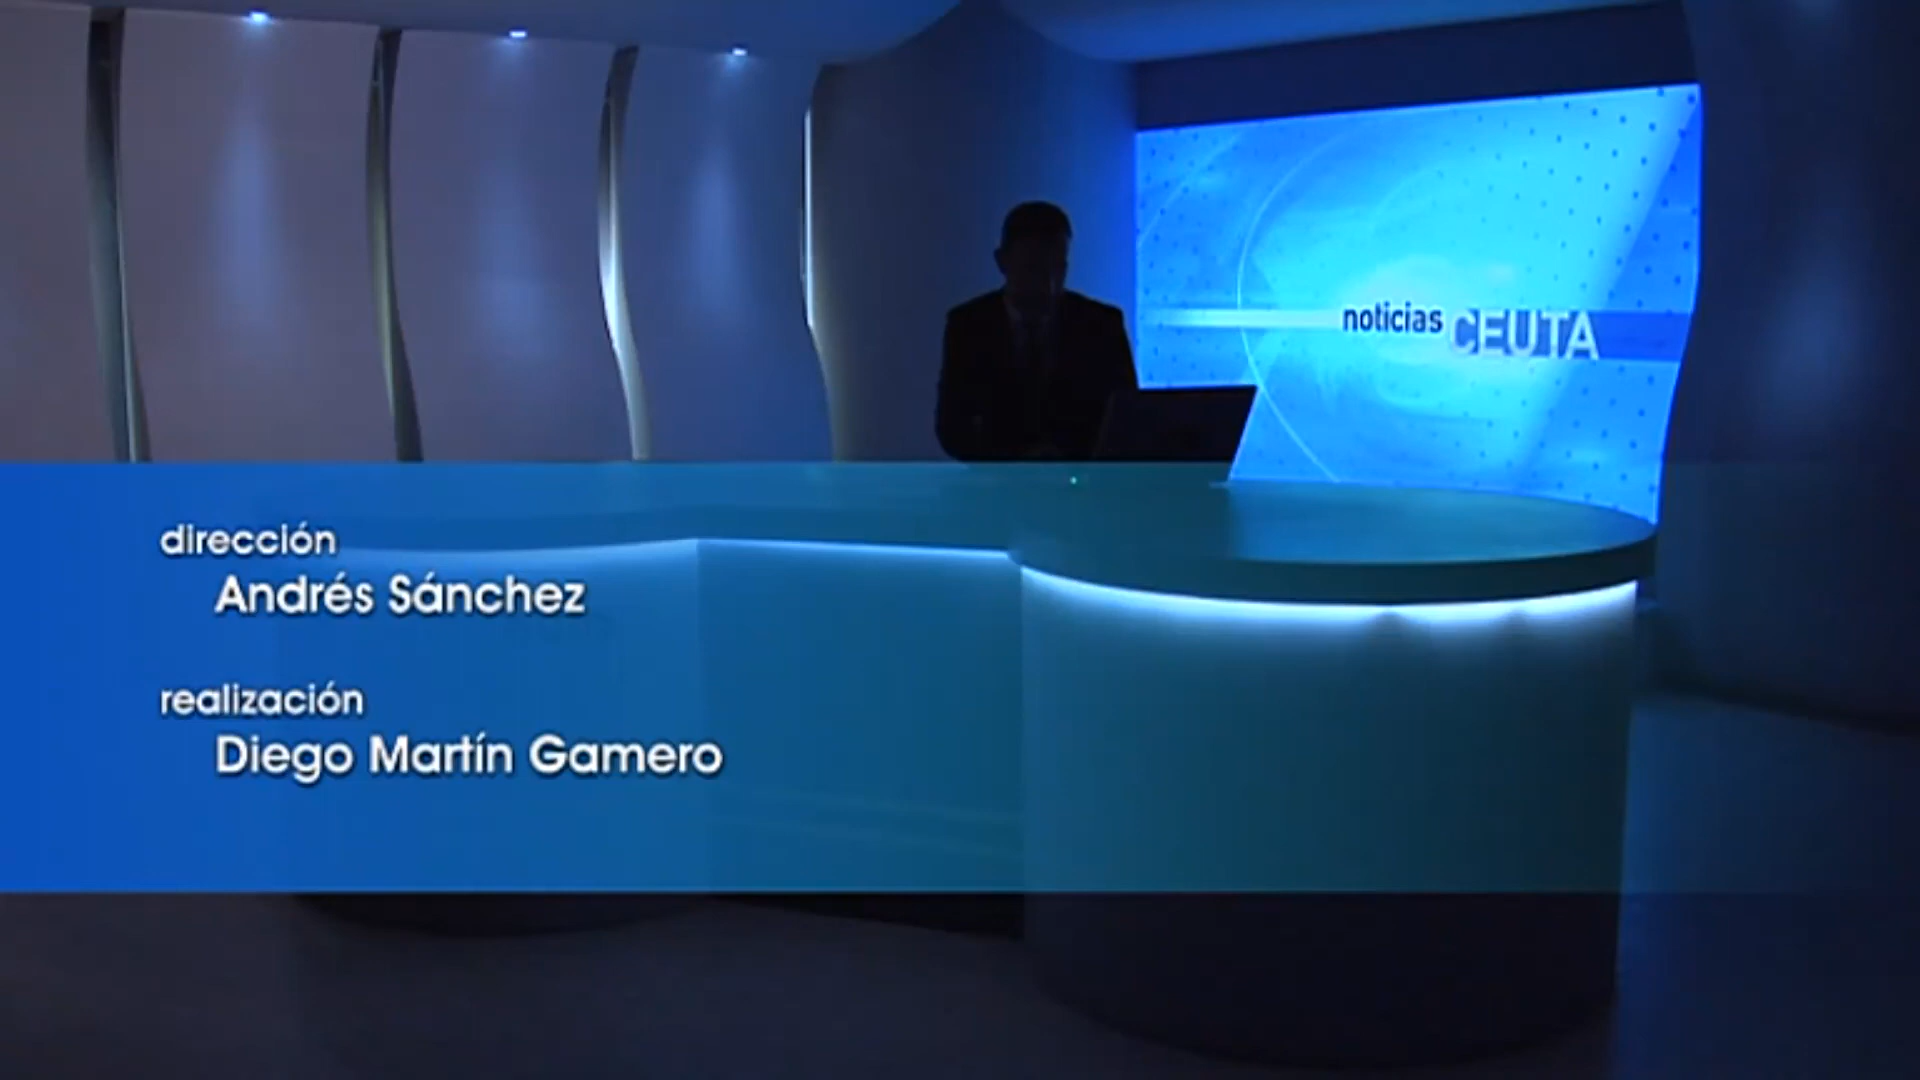 noticias CEUTA
dirección
Andrés Sánchez
realización
Diego Martín Gamero